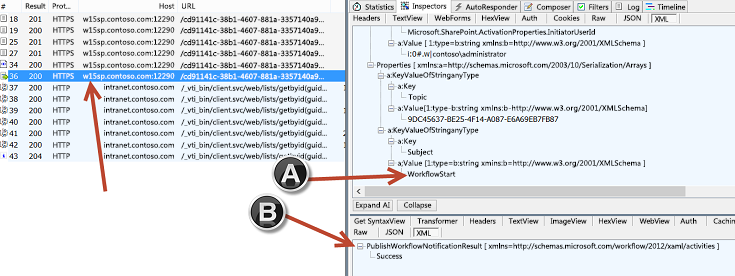 # Result Prot... Host URL
18 200 HTTPS w15sp.contoso.com:12290 /cd91141c-38b1-4607-881a-3357140a9...
19 201 HTTPS w15sp.contoso.com:12290 /cd91141c-38b1-4607-881a-3357140a9...
25 201 HTTPS w15sp.contoso.com:12290 /cd91141c-38b1-4607-881a-3357140a9...
27 201 HTTPS w15sp.contoso.com:12290 /cd91141c-38b1-4607-881a-3357140a9...
34 200 HTTPS w15sp.contoso.com:12290 /cd91141c-38b1-4607-881a-3357140a9...
36 200 HTTPS w15sp.contoso.com:12290 /cd91141c-38b1-4607-881a-3357140a9...
37 200 HTTP intranet.contoso.com /_vti_bin/client.svc/web/lists/getbyid(guid...
38 200 HTTP intranet.contoso.com /_vti_bin/client.svc/web/lists/getbyid(guid...
39 200 HTTP intranet.contoso.com /_vti_bin/client.svc/web/lists/getbyid(guid...
40 200 HTTP intranet.contoso.com /_vti_bin/client.svc/web/lists/getbyid(guid...
41 200 HTTP intranet.contoso.com /_vti_bin/client.svc/web/lists/getbyid(guid...
42 200 HTTP intranet.contoso.com /_vti_bin/client.svc/web/lists/getbyid(guid...
43 204 HTTP intranet.contoso.com /_vti_bin/client.svc/web/lists/getbyid(guid...
Statistics Inspectors AutoResponder Composer Filters Log Timeline
Headers TextView WebForms HexView Auth Cookies Raw JSON XML
Microsoft.SharePoint.ActivationProperties.InitiatorUserId
a:Value [1:type=b:string xmlns:b=http://www.w3.org/2001/XMLSchema ]
i:0#.w|contoso\administrator
Properties [ xmlns:a=http://schemas.microsoft.com/2003/10/Serialization/Arrays ]
a:KeyValueOfStringanyType
a:Key
Topic
a:Value[1:type=b:string xmlns:b=http://www.w3.org/2001/XMLSchema]
9DC45637-BE25-4F14-A087-E6A69EB7FB87
a:KeyValueOfStringanyType
a:Key
Subject
a:Value [1:type=b:string xmlns:b=http://www.w3.org/2001/XMLSchema ]
WorkflowStart
A
B
Expand All Collapse
Get SyntaxView Transformer Headers TextView ImageView HexView WebView Auth Caching
Raw JSON XML
PublishWorkflowNotificationResult [ xmlns=http://schemas.microsoft.com/workflow/2012/xaml/activities ]
Success